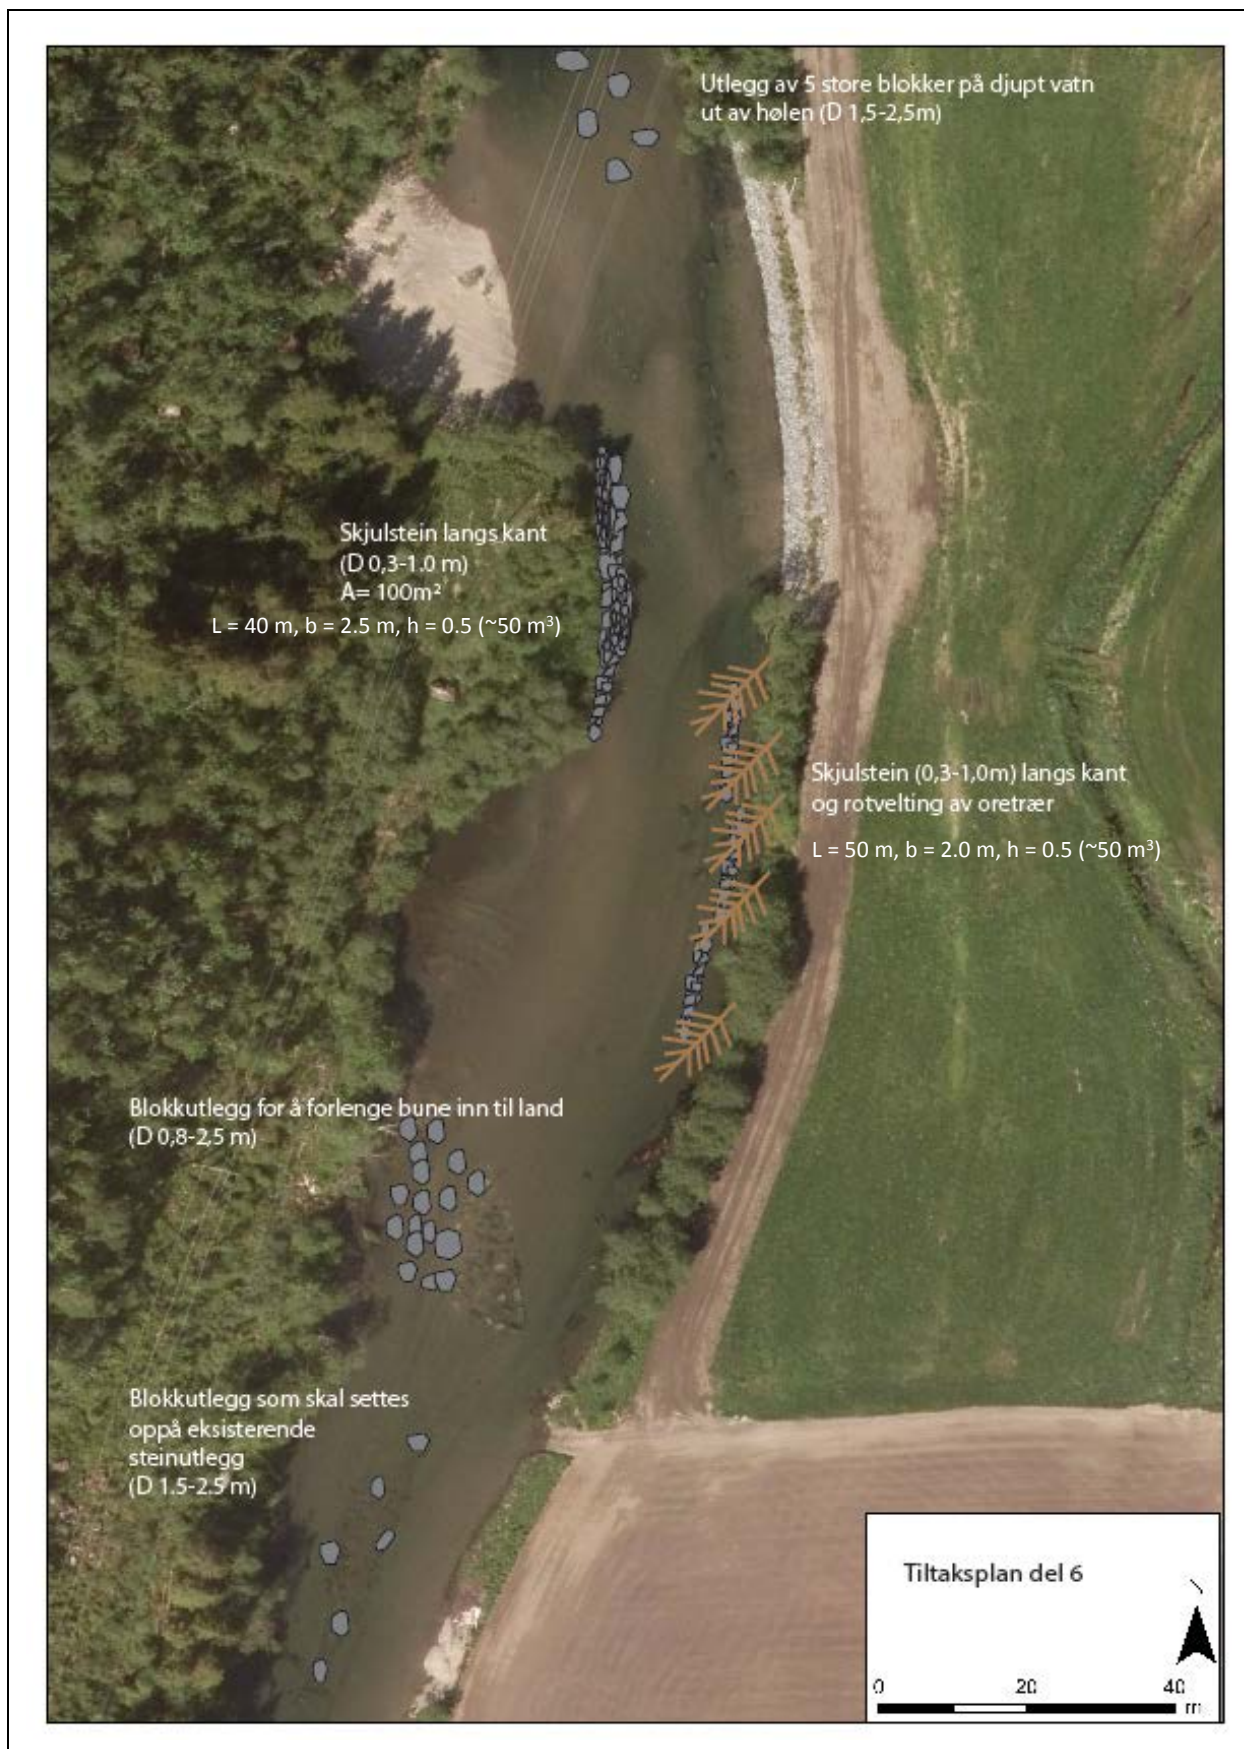 Utlegg av 5 store blokker på djupt vatn
ut av hølen (D 1,5-2,5m)
Skjulstein langs kant
(D 0,3-1.0 m)
A= 100m²
L = 40 m, b = 2.5 m, h = 0.5 (~50 m³)
Skjulstein (0,3-1,0m) langs kant
og rotvelting av oretrær
L = 50 m, b = 2.0 m, h = 0.5 (~50 m³)
Blokkutlegg for å forlenge bune inn til land
(D 0,8-2,5 m)
Blokkutlegg som skal settes
oppå eksisterende
steinutlegg
(D 1.5-2.5 m)
Tiltaksplan del 6
0 20 40
m